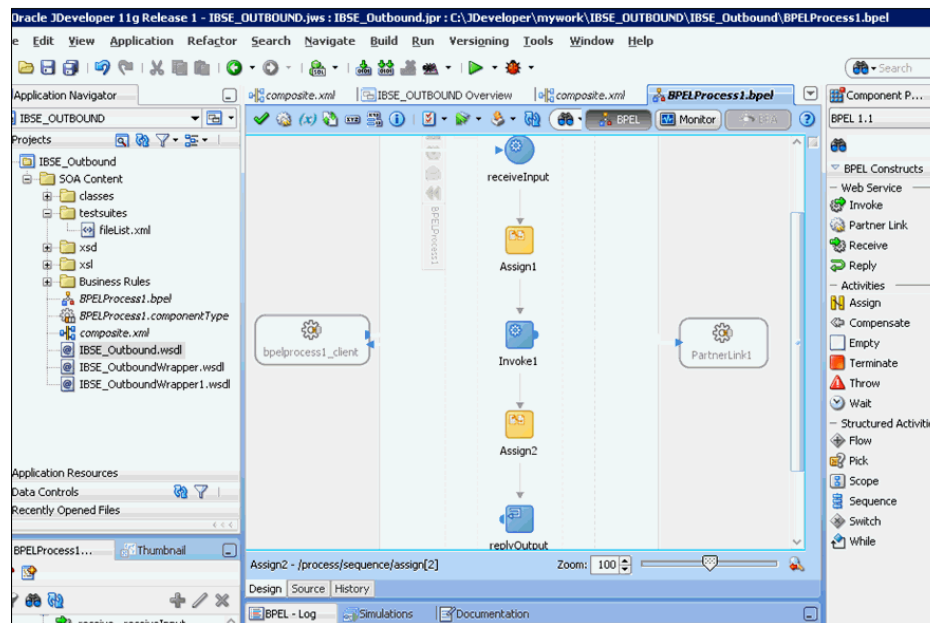 Oracle JDeveloper 11g Release 1 - IBSE_OUTBOUND.jws : IBSE_Outbound.jpr : C:\JDeveloper\mywork\IBSE_OUTBOUND\IBSE_Outbound\BPELProcess1.bpel
e Edit View Application Refactor Search Navigate Build Run Versioning Tools Window Help
Search
Application Navigator
composite.xml
IBSE_OUTBOUND Overview
composite.xml
BPELProcess1.bpel
Component P...
IBSE_OUTBOUND
BPEL
Monitor
BPA
BPEL 1.1
Projects
IBSE_Outbound
SOA Content
classes
testsuites
fileList.xml
xsd
xsl
Business Rules
BPELProcess1.bpel
BPELProcess1.componentType
composite.xml
IBSE_Outbound.wsdl
IBSE_OutboundWrapper.wsdl
IBSE_OutboundWrapper1.wsdl
Application Resources
Data Controls
Recently Opened Files
BPELProcess1...
Thumbnail
receive - receiveInput
BPELProcess1
receiveInput
Assign1
bpelprocess1_client
Invoke1
PartnerLink1
Assign2
replyOutput
Assign2 - /process/sequence/assign[2]
Zoom: 100
Design Source History
BPEL - Log
Simulations
Documentation
BPEL Constructs
Web Service
Invoke
Partner Link
Receive
Reply
Activities
Assign
Compensate
Empty
Terminate
Throw
Wait
Structured Activitie
Flow
Pick
Scope
Sequence
Switch
While